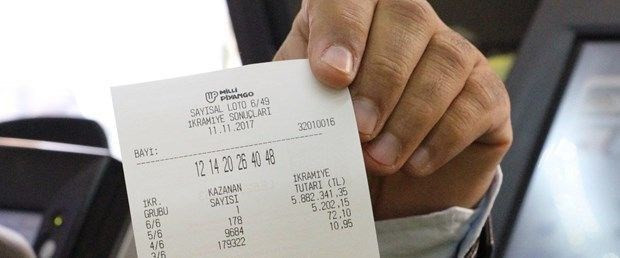 MİLLİ
PİYANGO
SAYISAL LOTO 6/49
İKRAMİYE SONUÇLARI
11.11.2017
BAYİ: 32010016
12 14 20 26 40 48
İKR. KAZANAN İKRAMİYE
GRUBU SAYISI TUTARI (TL)
6/6 1 5.882.341,35
5/6 178 5.202,15
4/6 9684 72,10
3/6 179322 10,95